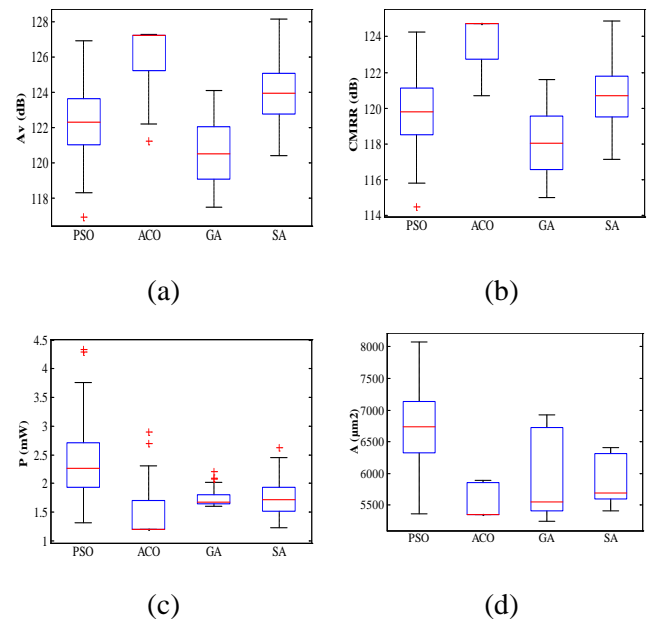 Av (dB)
128
126
124
122
120
118
PSO ACO GA SA
(a)
CMRR (dB)
124
122
120
118
116
114
PSO ACO GA SA
(b)
P (mW)
4.5
4
3.5
3
2.5
2
1.5
1
PSO ACO GA SA
(c)
A (µm2)
8000
7500
7000
6500
6000
5500
PSO ACO GA SA
(d)